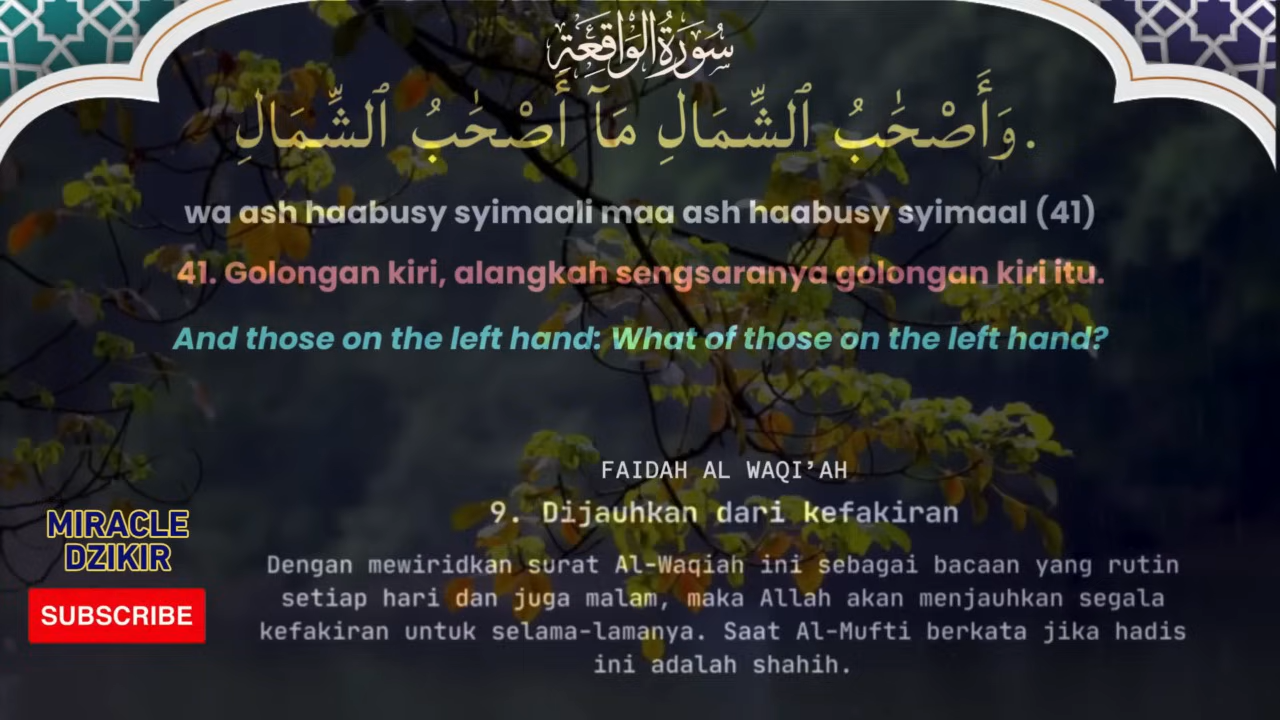 سُورَةُ الْوَاقِعَةِ
وَأَصْحَٰبُ ٱلشِّمَالِ مَآ أَصْحَٰبُ ٱلشِّمَالِ.
wa ash haabusy syimaali maa ash haabusy syimaal (41)
41. Golongan kiri, alangkah sengsaranya golongan kiri itu.
And those on the left hand: What of those on the left hand?
FAIDAH AL WAQI’AH
9. Dijauhkan dari kefakiran
Dengan mewiridkan surat Al-Waqiah ini sebagai bacaan yang rutin
setiap hari dan juga malam, maka Allah akan menjauhkan segala
kefakiran untuk selama-lamanya. Saat Al-Mufti berkata jika hadis
ini adalah shahih.
MIRACLE
DZIKIR
SUBSCRIBE